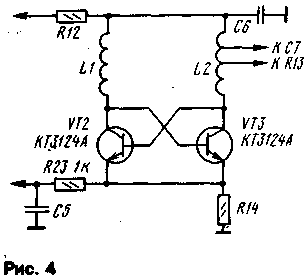 R12
C6
L1
L2
К С7
К R13
VT2
КТ3124А
VT3
КТ3124А
R23 1к
C5
R14
Рис. 4